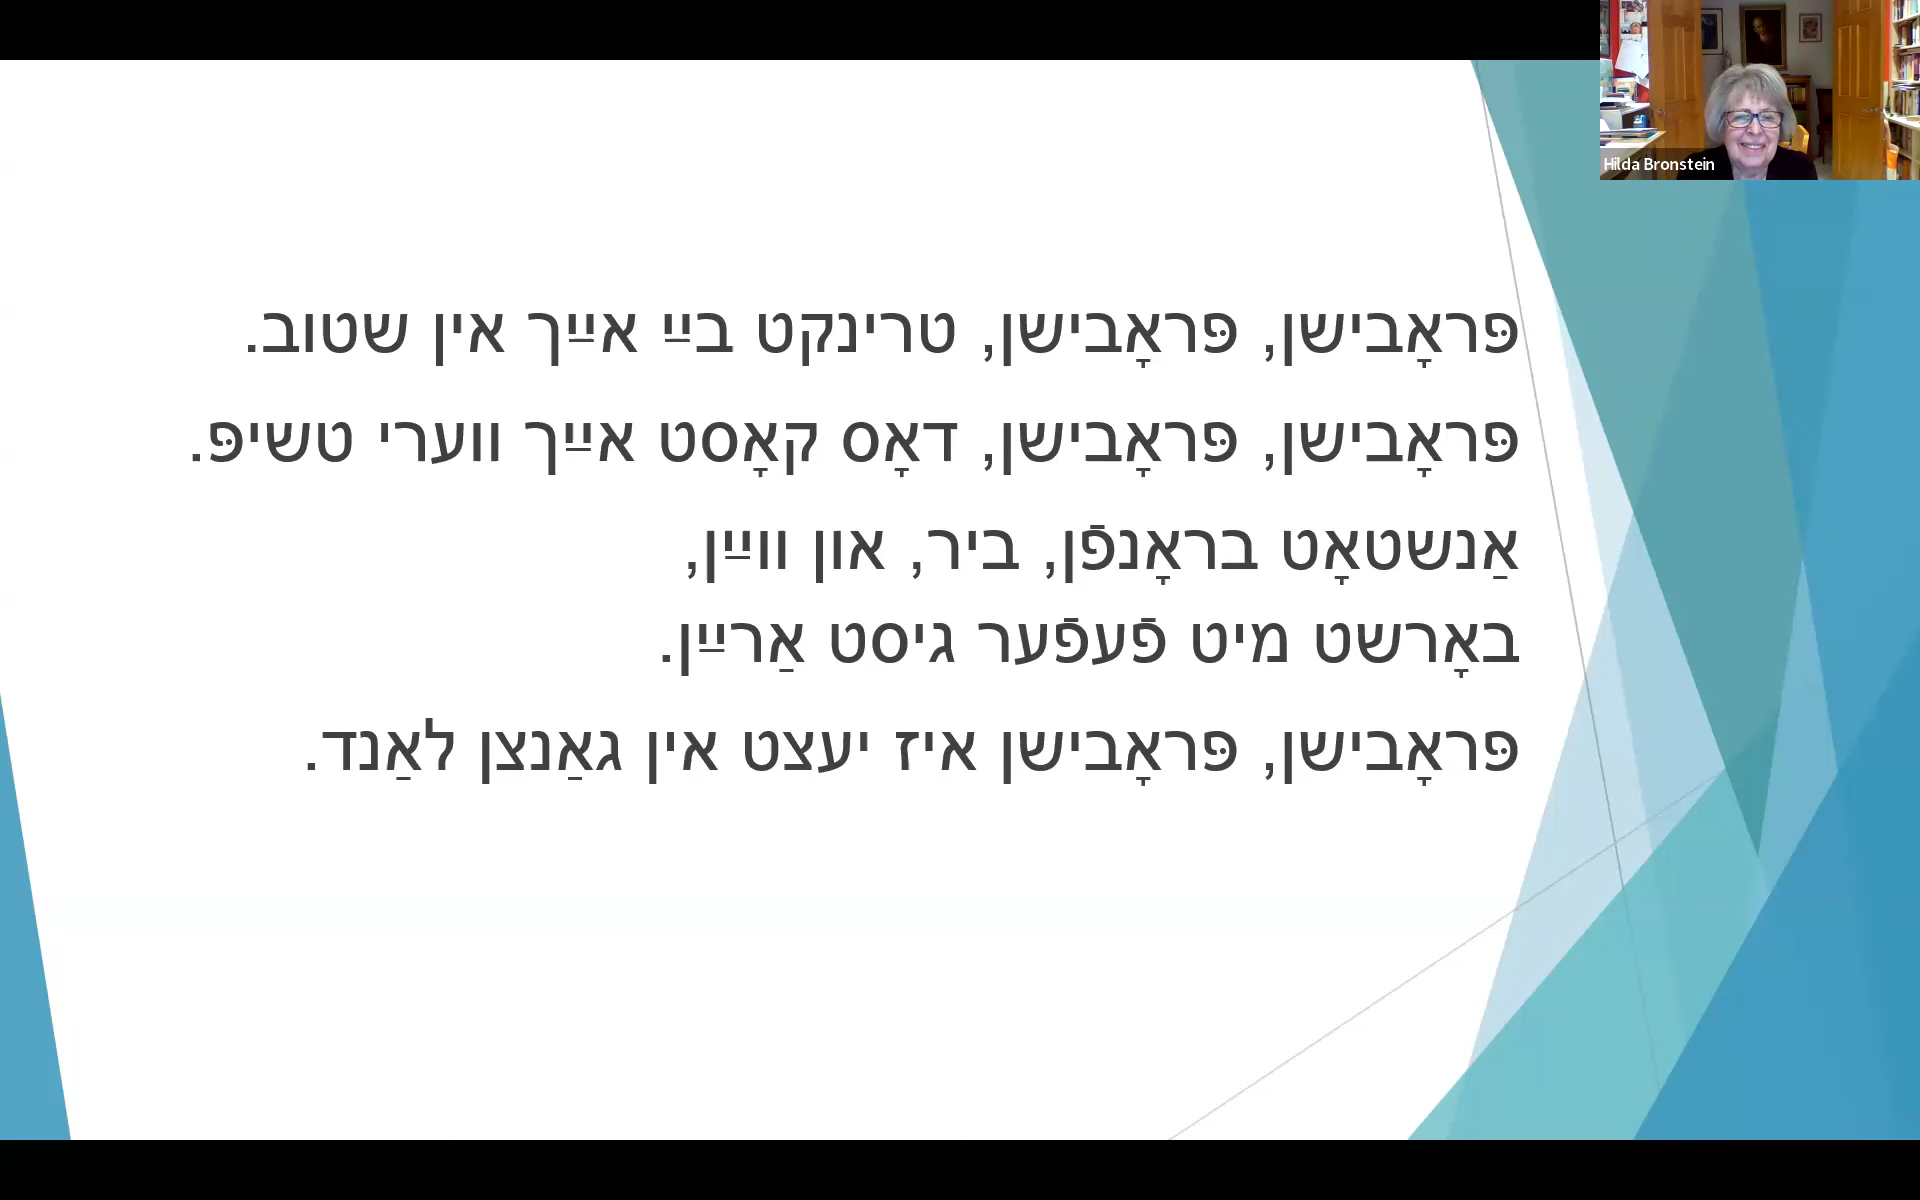 Hilda Bronstein
פּראָבישן, פּראָבישן, טרינקט בײַ אײַך אין שטוב.
פּראָבישן, פּראָבישן, דאָס קאָסט אײַך ווערי טשיפּ.
אַנשטאָט בראָנפֿן, ביר, און ווײַן,
באָרשט מיט פֿעפֿער גיסט אַרײַן.
פּראָבישן, פּראָבישן איז יעצט אין גאַנצן לאַנד.